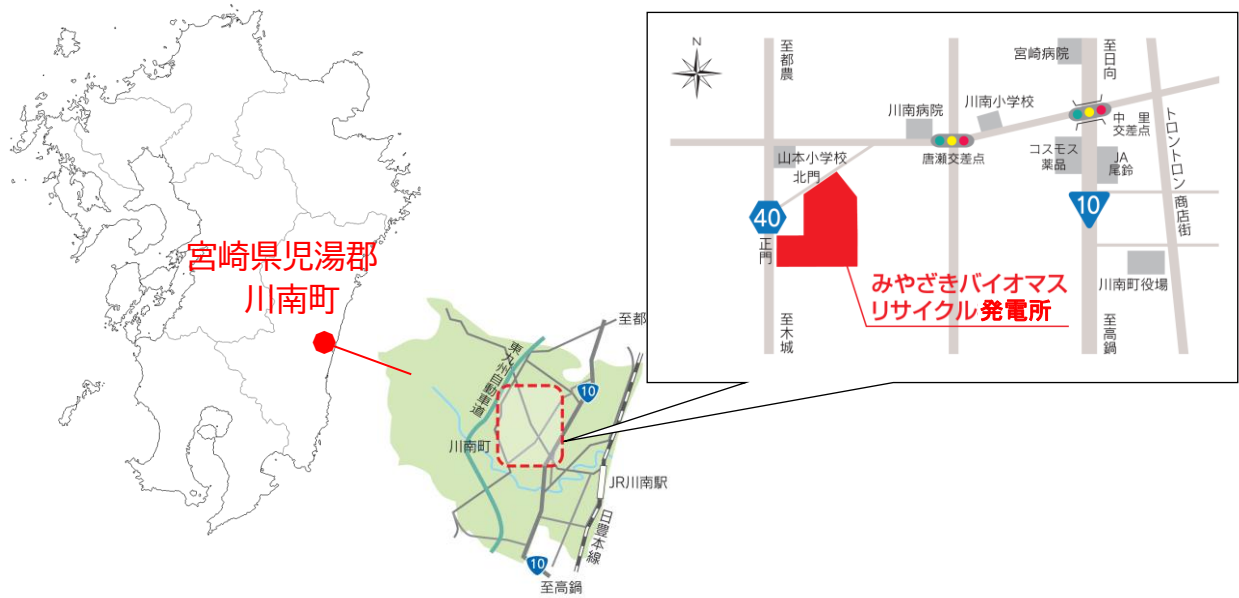 宮崎県児湯郡
川南町
至都
東九州自動車道
10
川南町
JR川南駅
日豊本線
10
至高鍋
N
至都農
宮崎病院
至日向
川南病院
川南小学校
中 里
交差点
トロントロン商店街
山本小学校
唐瀬交差点
コスモス
薬品
JA
尾鈴
北門
40
10
正門
みやざきバイオマス
リサイクル発電所
川南町役場
至木城
至高鍋